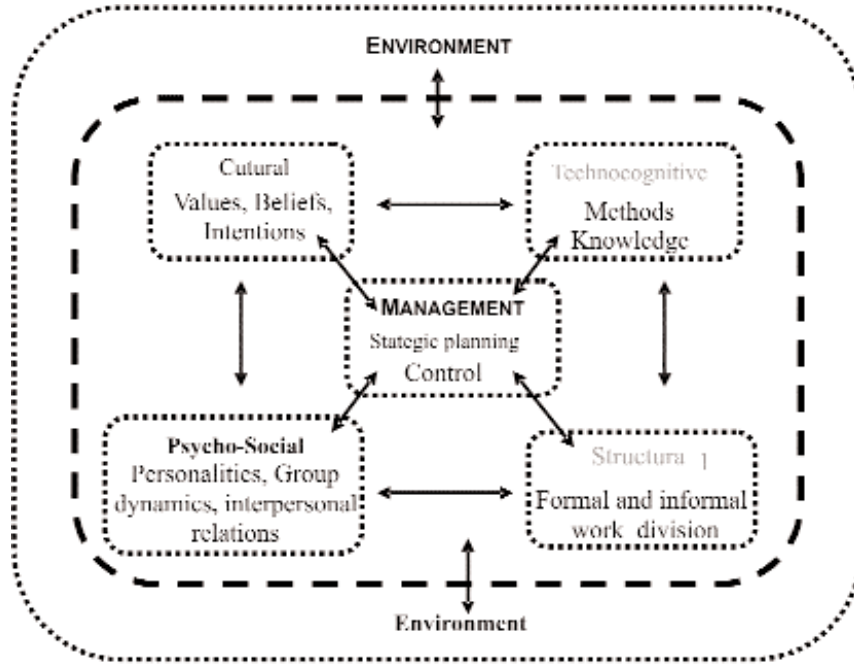 ENVIRONMENT
Cutural
Values, Beliefs,
Intentions
Technocognitive
Methods
Knowledge
MANAGEMENT
Stategic planning
Control
Psycho-Social
Personalities, Group
dynamics, interpersonal
relations
Structura l
Formal and informal
work division
Environment